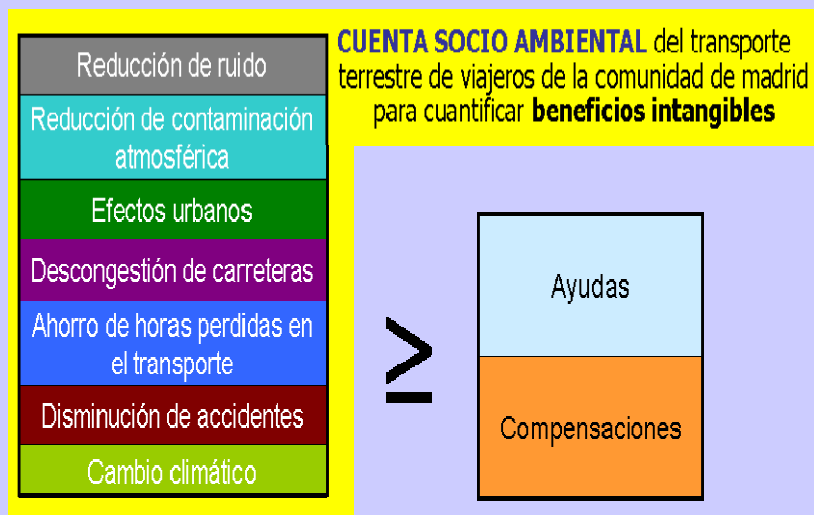 CUENTA SOCIO AMBIENTAL del transporte
terrestre de viajeros de la comunidad de madrid
para cuantificar beneficios intangibles
Reducción de ruido
Reducción de contaminación
atmosférica
Efectos urbanos
Descongestión de carreteras
Ahorro de horas perdidas en
el transporte
Disminución de accidentes
Cambio climático
≥
Ayudas
Compensaciones